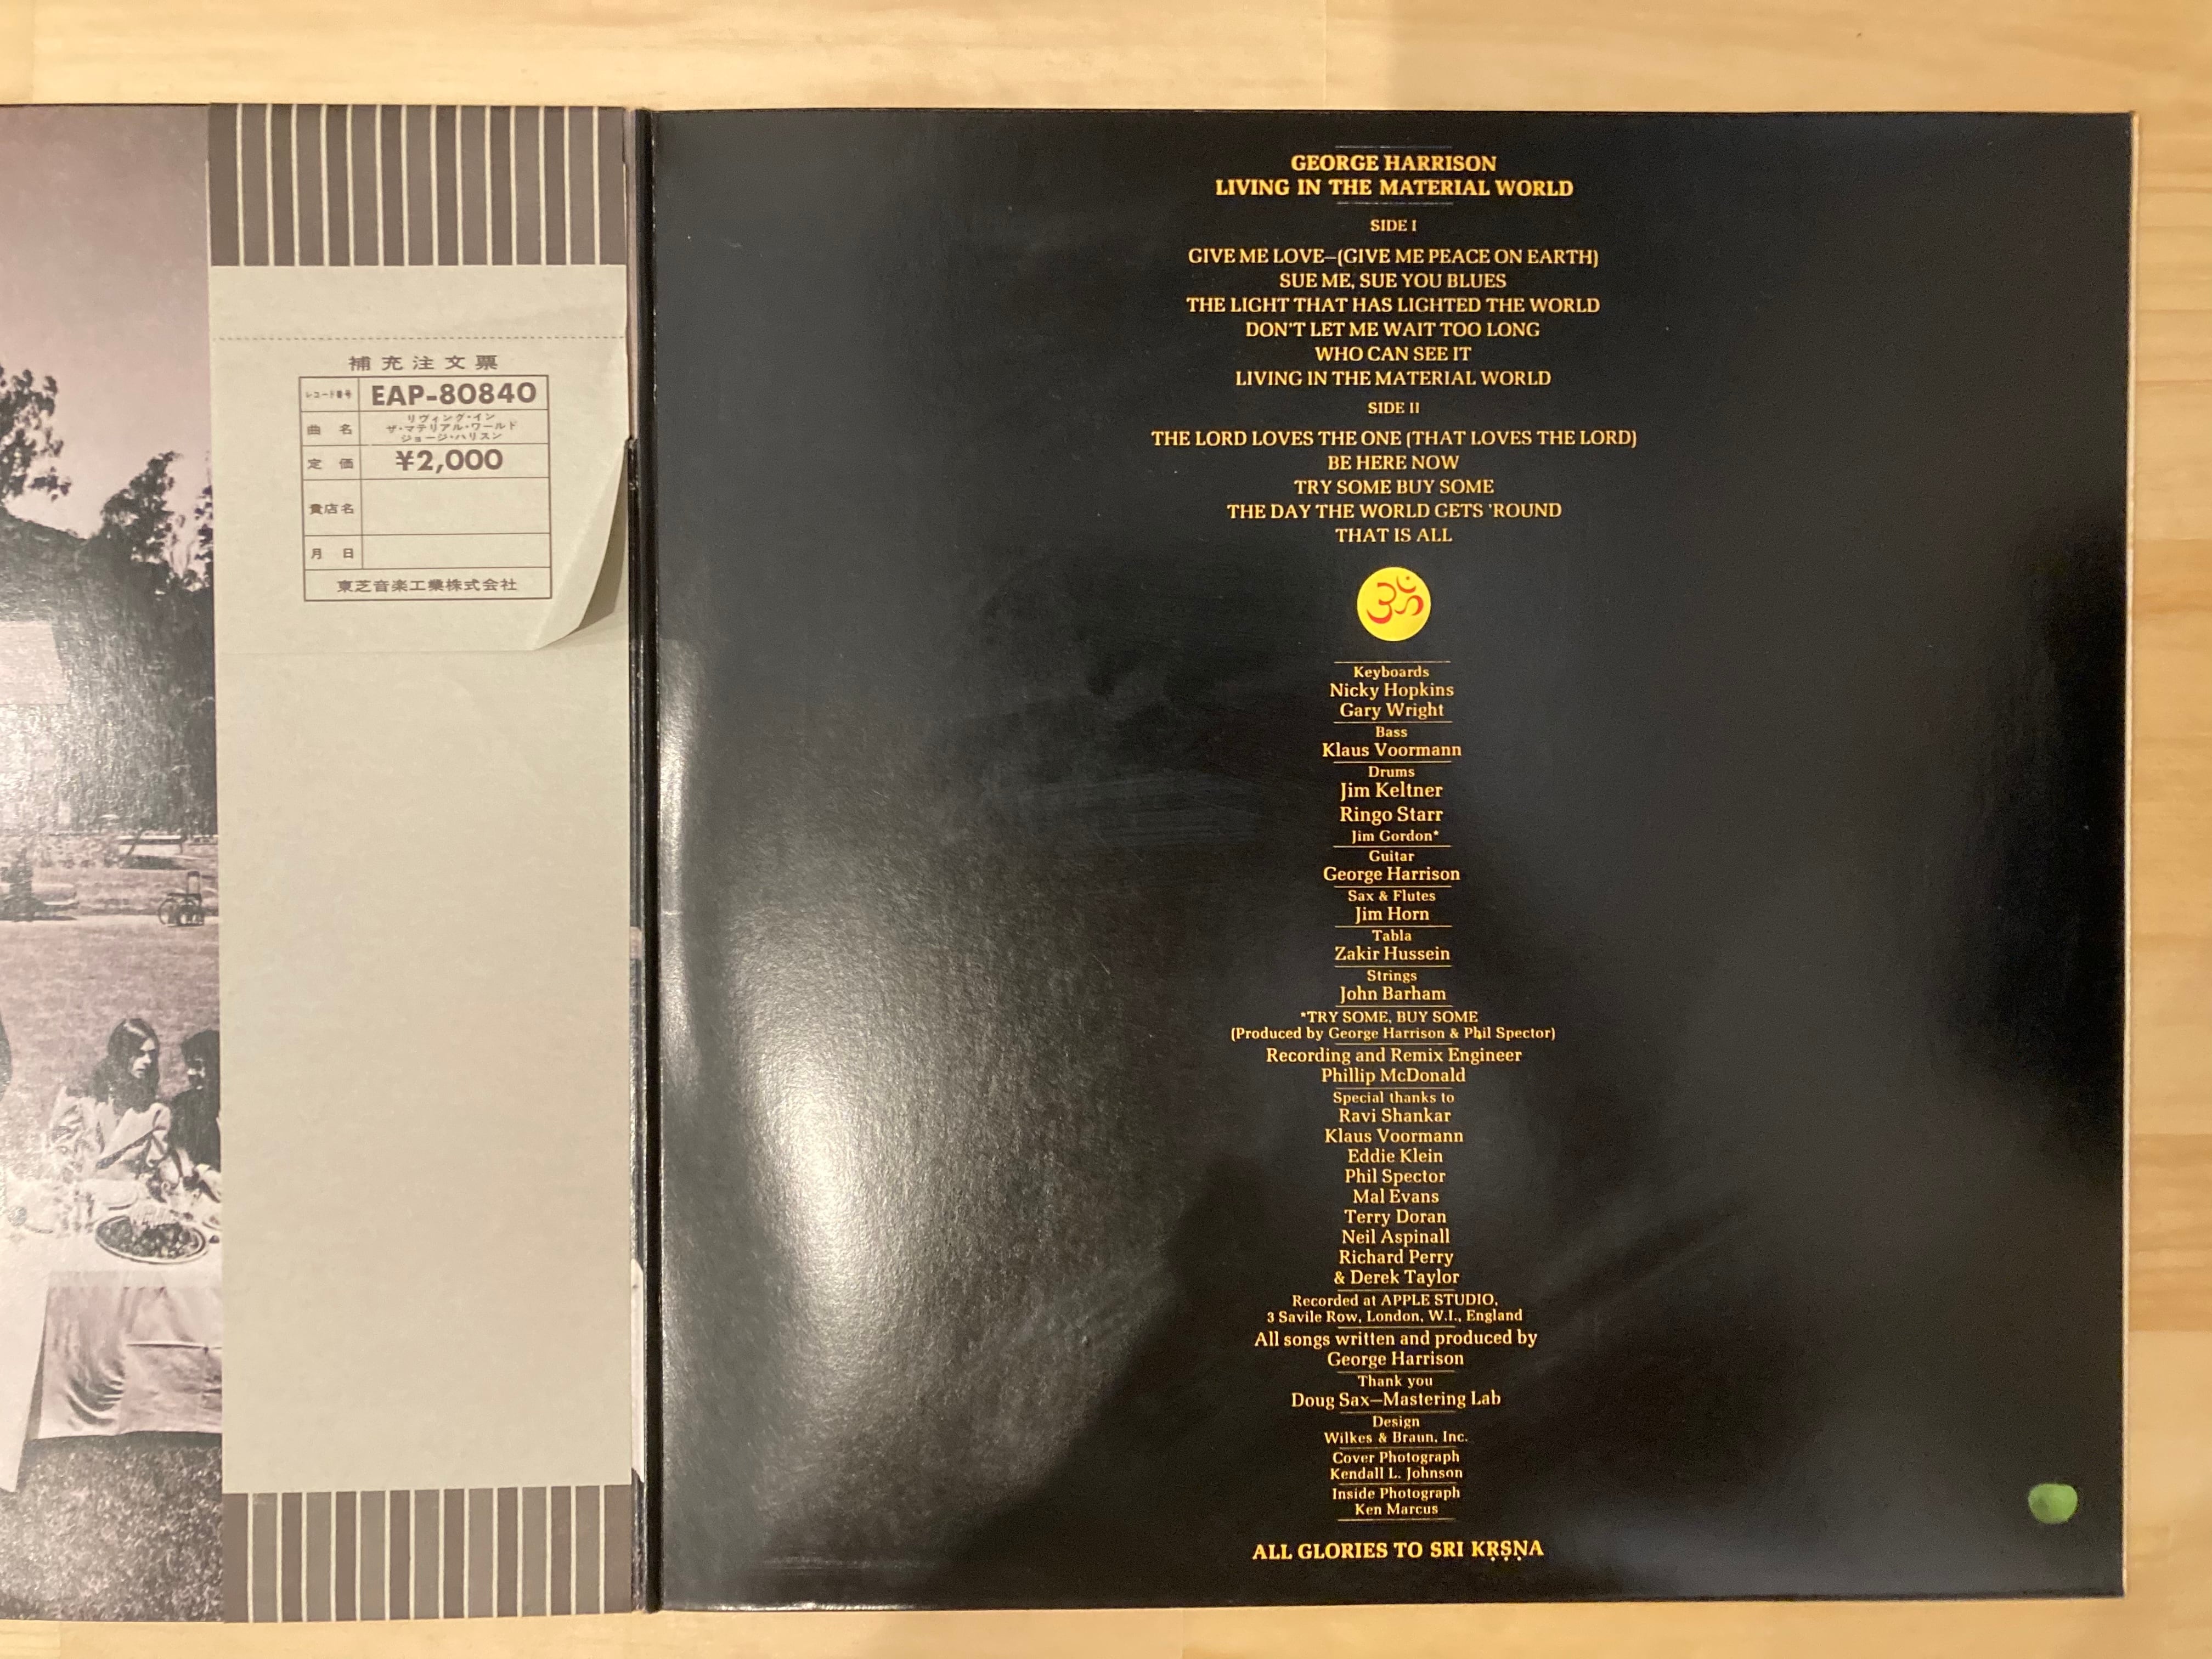 補充注文票
レコード番号 EAP-80840
曲名 リヴィング・イン
ザ・マテリアル・ワールド
ジョージ・ハリスン
定価 ¥2,000
貴店名
月日
東芝音楽工業株式会社
GEORGE HARRISON
LIVING IN THE MATERIAL WORLD
SIDE I
GIVE ME LOVE—(GIVE ME PEACE ON EARTH)
SUE ME, SUE YOU BLUES
THE LIGHT THAT HAS LIGHTED THE WORLD
DON'T LET ME WAIT TOO LONG
WHO CAN SEE IT
LIVING IN THE MATERIAL WORLD
SIDE II
THE LORD LOVES THE ONE (THAT LOVES THE LORD)
BE HERE NOW
TRY SOME BUY SOME
THE DAY THE WORLD GETS 'ROUND
THAT IS ALL
ॐ
Keyboards
Nicky Hopkins
Gary Wright
Bass
Klaus Voormann
Drums
Jim Keltner
Ringo Starr
Jim Gordon*
Guitar
George Harrison
Sax & Flutes
Jim Horn
Tabla
Zakir Hussein
Strings
John Barham
*TRY SOME, BUY SOME
(Produced by George Harrison & Phil Spector)
Recording and Remix Engineer
Phillip McDonald
Special thanks to
Ravi Shankar
Klaus Voormann
Eddie Klein
Phil Spector
Mal Evans
Terry Doran
Neil Aspinall
Richard Perry
& Derek Taylor
Recorded at APPLE STUDIO,
3 Savile Row, London, W.I., England
All songs written and produced by
George Harrison
Thank you
Doug Sax—Mastering Lab
Design
Wilkes & Braun, Inc.
Cover Photograph
Kendall L. Johnson
Inside Photograph
Ken Marcus
ALL GLORIES TO SRI KṚṢṆA